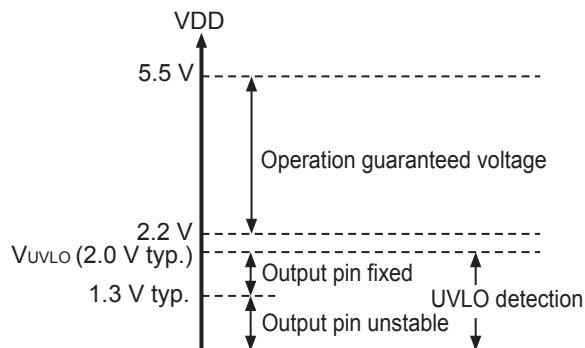 VDD
5.5 V
Operation guaranteed voltage
2.2 V
VUVLO (2.0 V typ.)
Output pin fixed
1.3 V typ.
UVLO detection
Output pin unstable